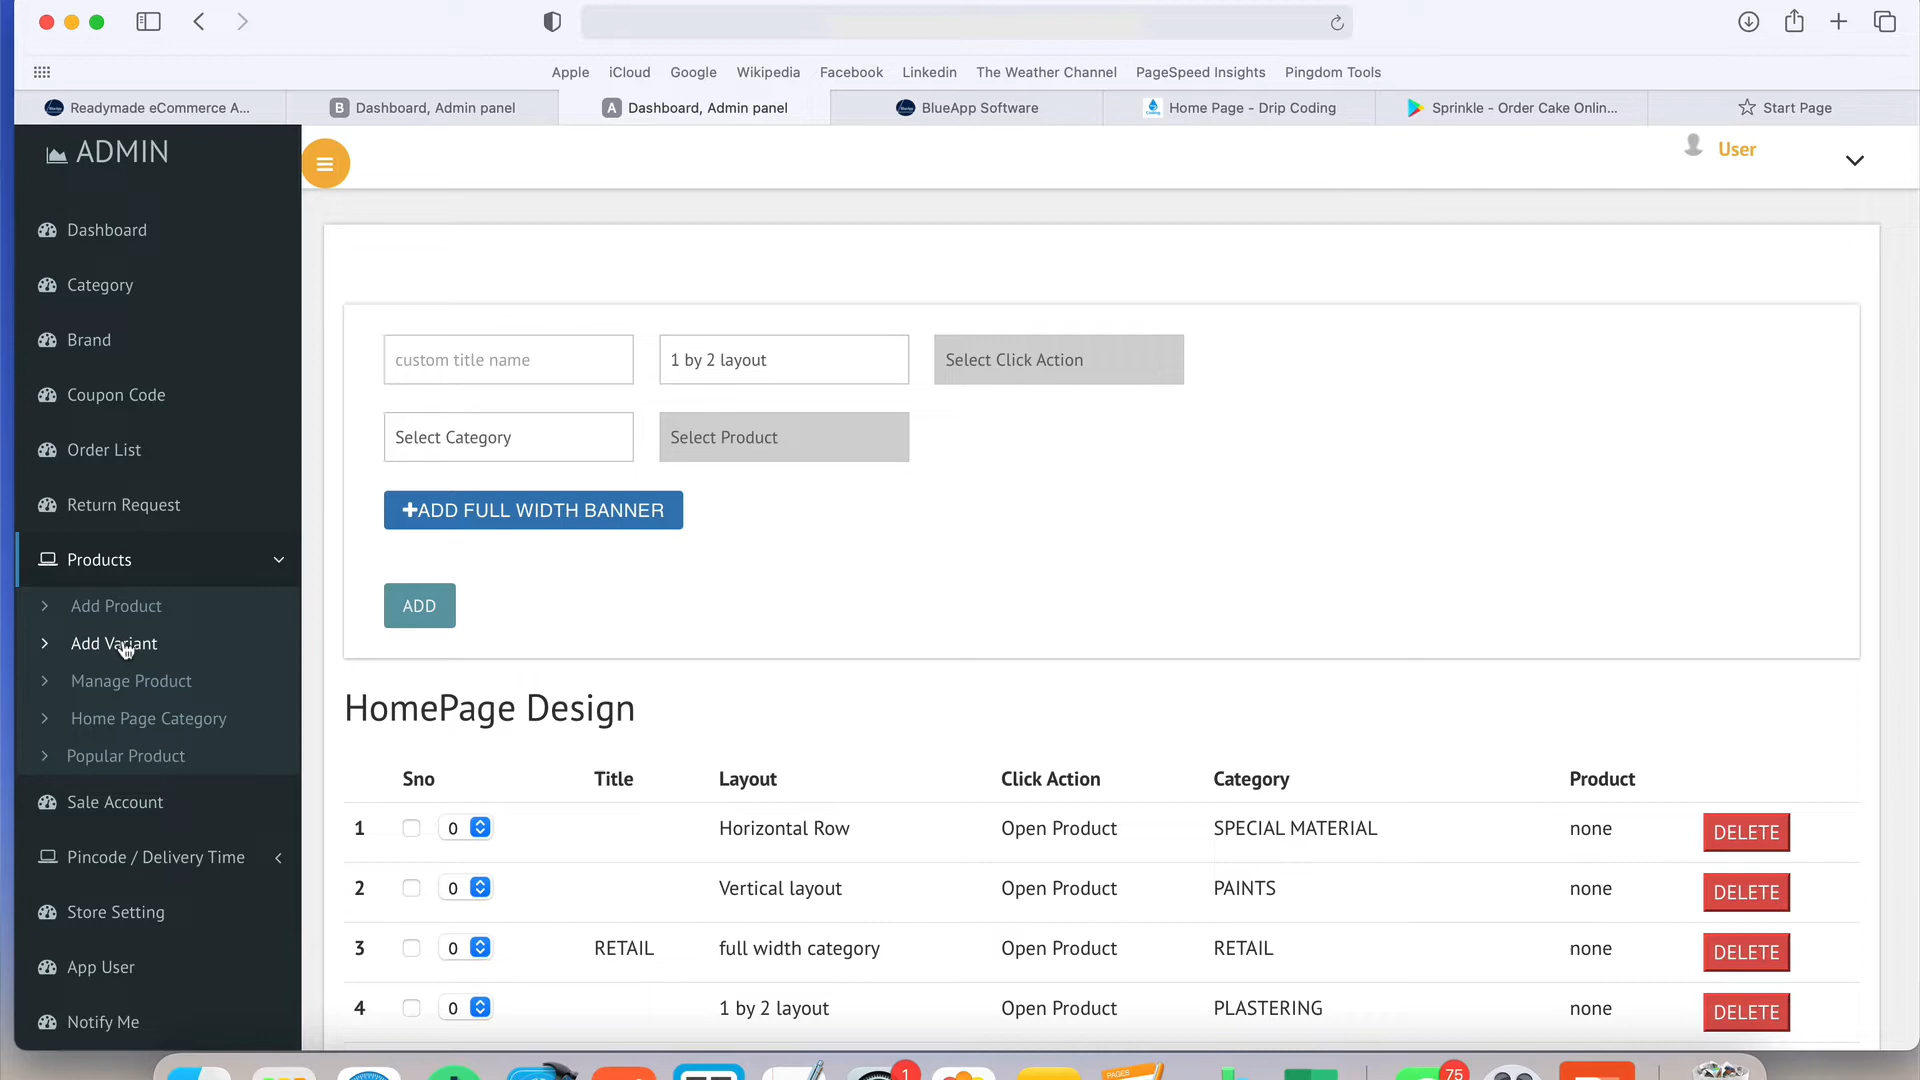 Apple iCloud Google Wikipedia Facebook Linkedin The Weather Channel PageSpeed Insights Pingdom Tools
Readymade eCommerce A...
B Dashboard, Admin panel
A Dashboard, Admin panel
BlueApp Software
Home Page - Drip Coding
Sprinkle - Order Cake Onlin...
Start Page
ADMIN
User
Dashboard
Category
Brand
Coupon Code
Order List
Return Request
Products
Add Product
Add Variant
Manage Product
Home Page Category
Popular Product
Sale Account
Pincode / Delivery Time
Store Setting
App User
Notify Me
custom title name 1 by 2 layout Select Click Action
Select Category Select Product
+ADD FULL WIDTH BANNER
ADD
HomePage Design
Sno Title Layout Click Action Category Product
1 0 Horizontal Row Open Product SPECIAL MATERIAL none DELETE
2 0 Vertical layout Open Product PAINTS none DELETE
3 0 RETAIL full width category Open Product RETAIL none DELETE
4 0 1 by 2 layout Open Product PLASTERING none DELETE
1
PAGES
75